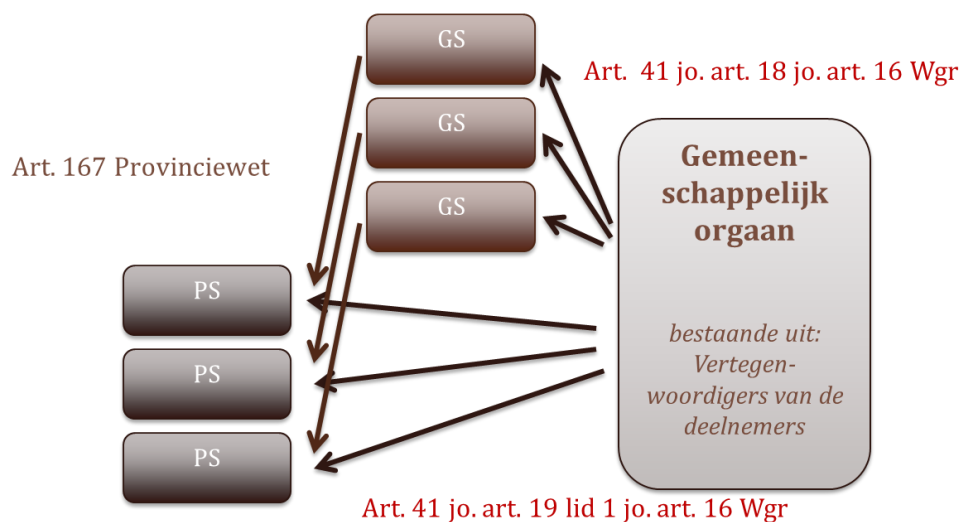 GS
Art. 41 jo. art. 18 jo. art. 16 Wgr
GS
Art. 167 Provinciewet
GS
Gemeen-
schappelijk
orgaan
bestaande uit:
Vertegen-
woordigers van de
deelnemers
PS
PS
PS
Art. 41 jo. art. 19 lid 1 jo. art. 16 Wgr